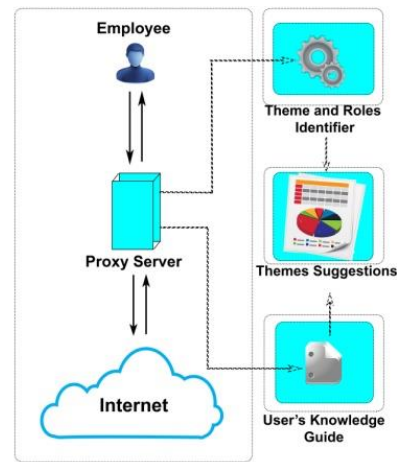 Employee
Proxy Server
Internet
Theme and Roles
Identifier
Themes Suggestions
User's Knowledge
Guide